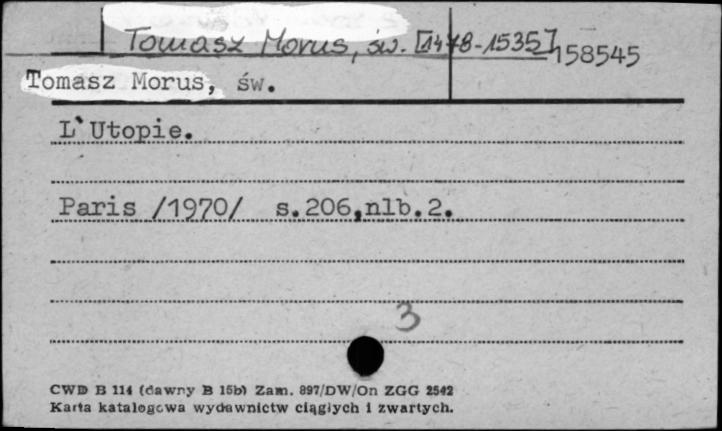 Tomasz Morus, św. [1478-1535] 158545
Tomasz Morus, św.
L`Utopie.
Paris /1970/ s.206,nlb.2.
3
CWD B 114 (dawny B 15b) Zam. 897/DW/On ZGG 2542
Karta katalogowa wydawnictw ciągłych i zwartych.